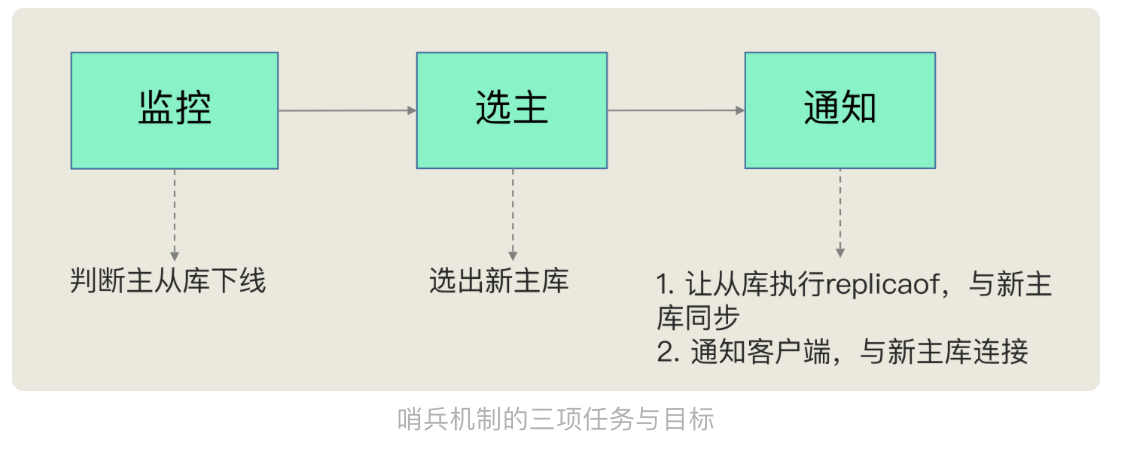 监控
选主
通知
判断主从库下线
选出新主库
1. 让从库执行replicaof，与新主
库同步
2. 通知客户端，与新主库连接
哨兵机制的三项任务与目标